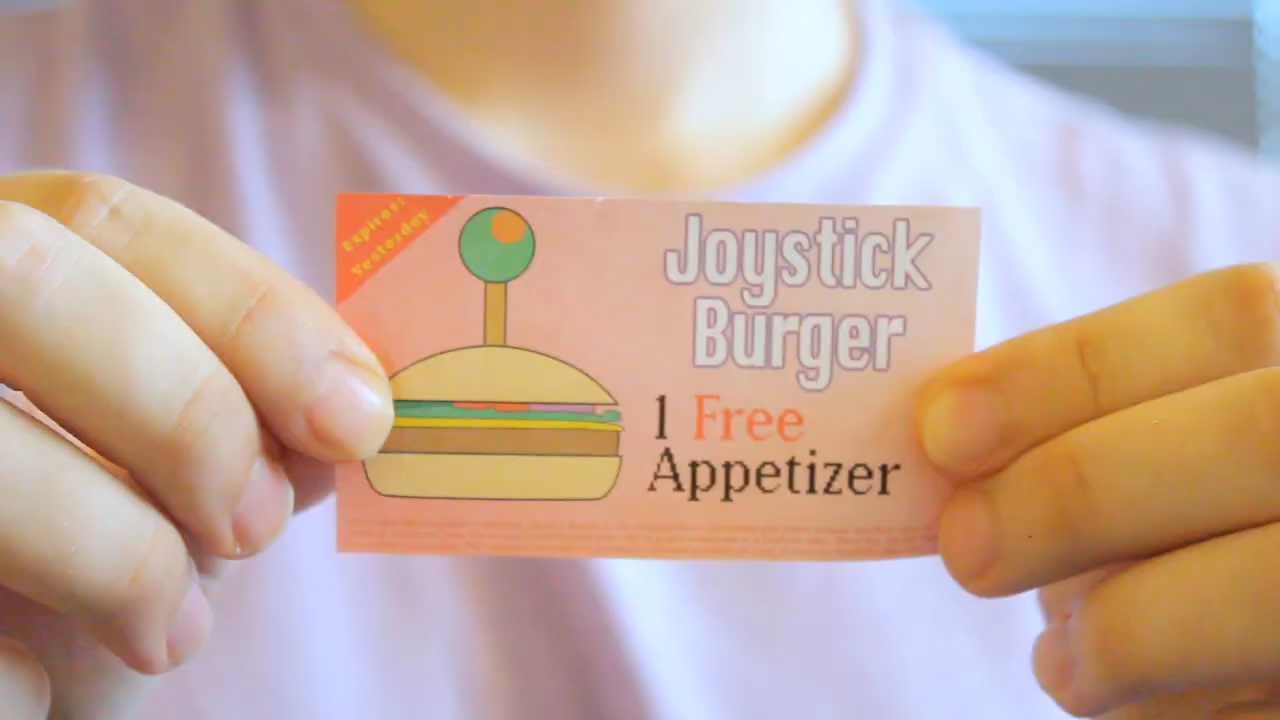 Expires:
Yesterday
Joystick
Burger
1 Free
Appetizer